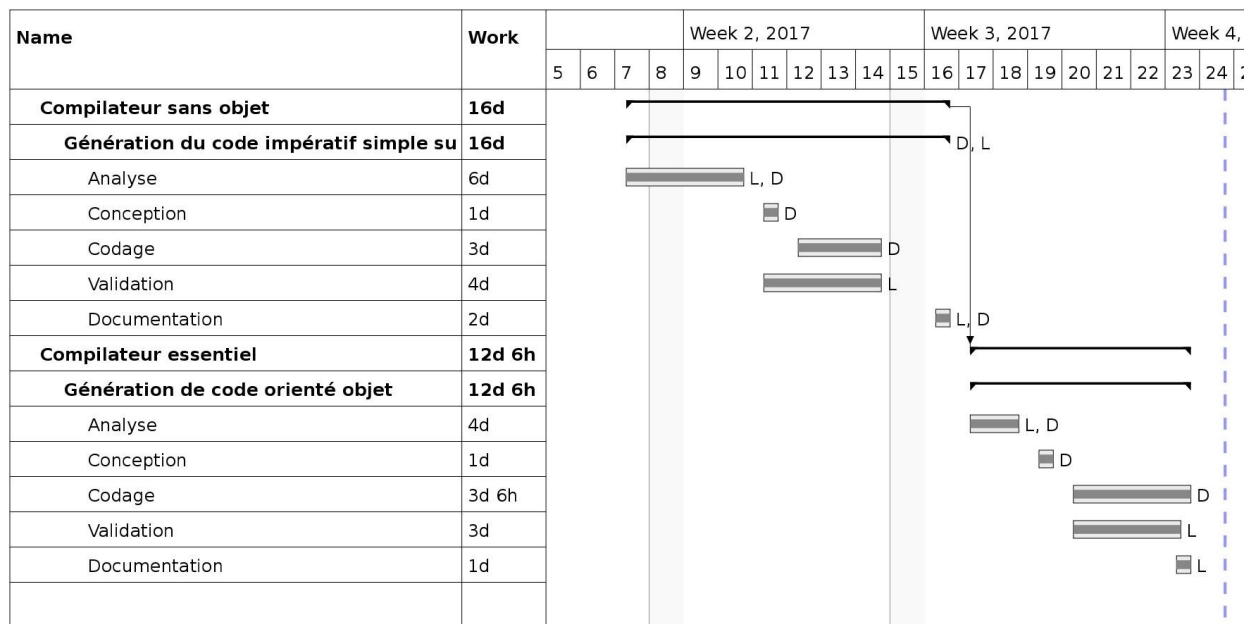 Name Work Week 2, 2017 Week 3, 2017 Week 4,
5 6 7 8 9 10 11 12 13 14 15 16 17 18 19 20 21 22 23 24
Compilateur sans objet 16d
Génération du code impératif simple su 16d D, L
Analyse 6d L, D
Conception 1d D
Codage 3d D
Validation 4d L
Documentation 2d L, D
Compilateur essentiel 12d 6h
Génération de code orienté objet 12d 6h
Analyse 4d L, D
Conception 1d D
Codage 3d 6h D
Validation 3d L
Documentation 1d L